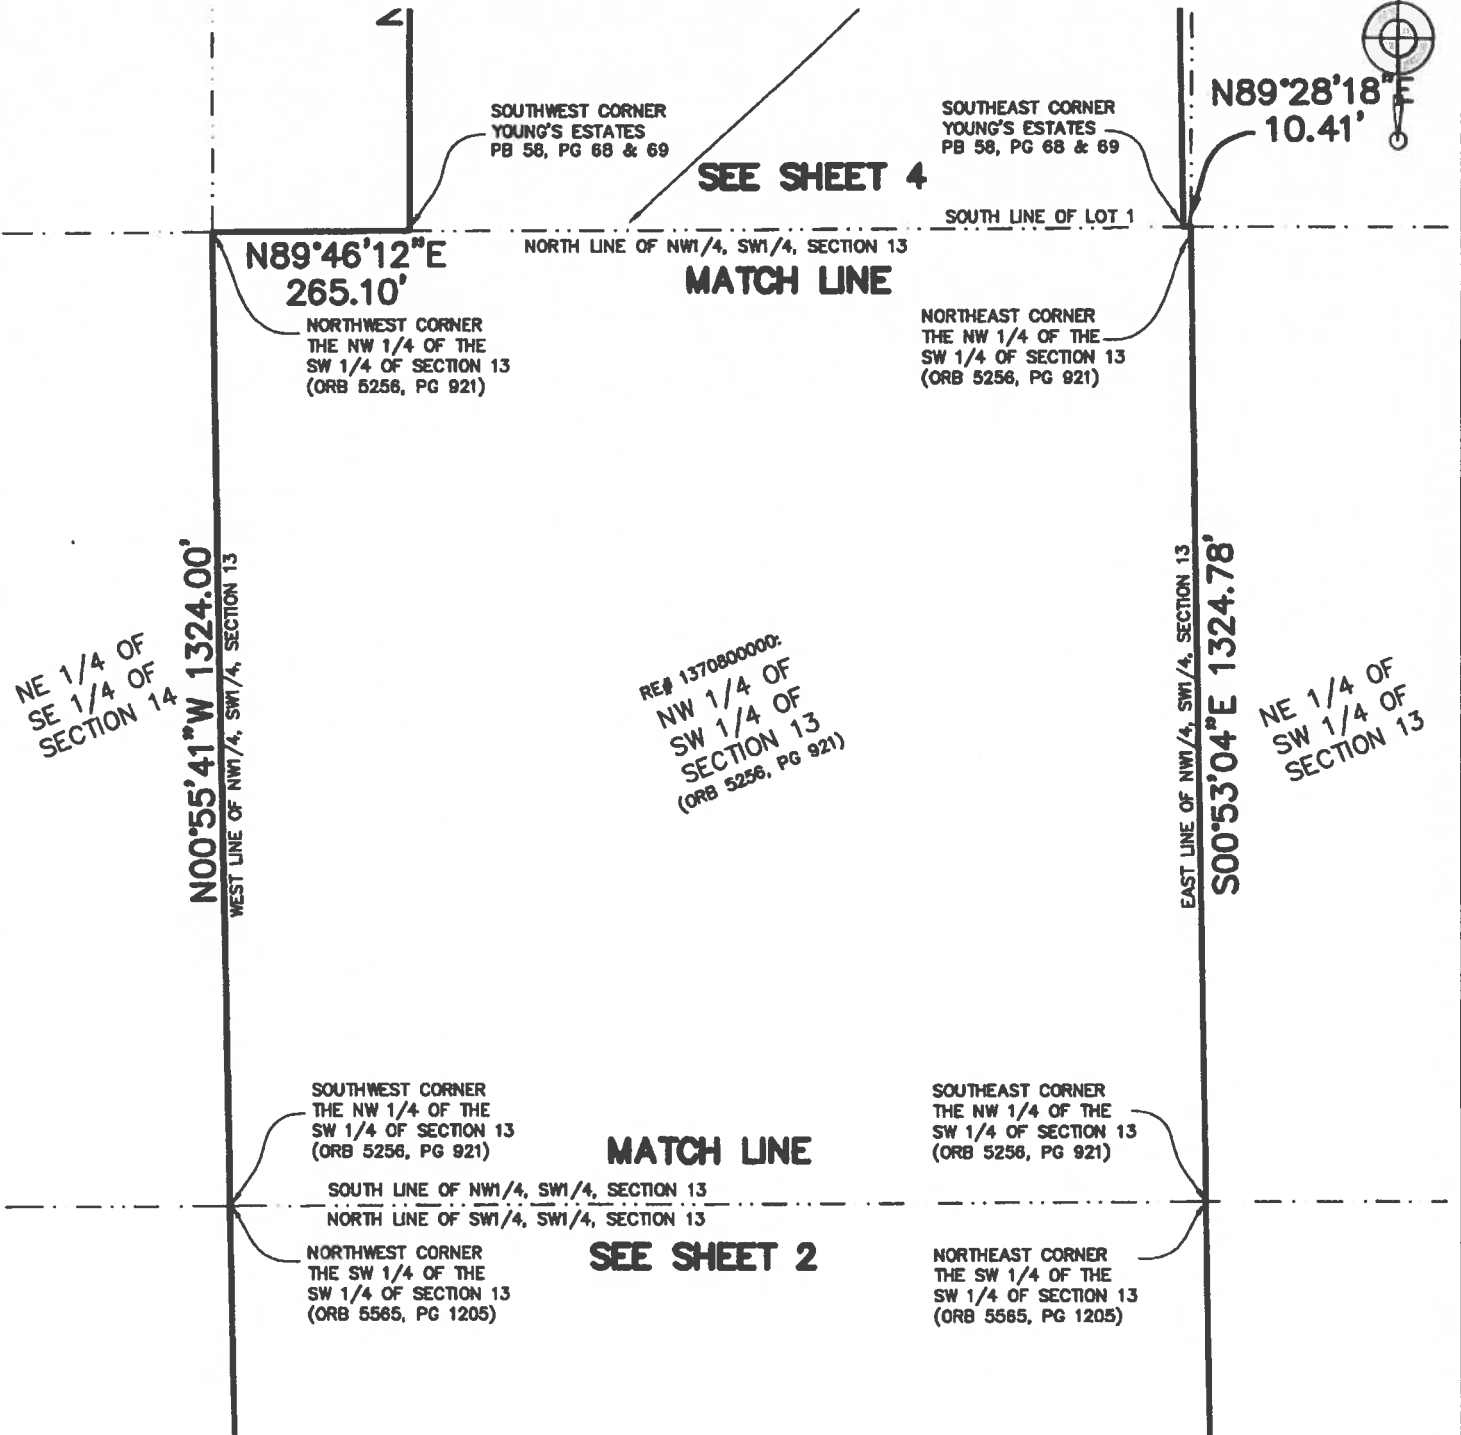 SOUTHWEST CORNER
YOUNG'S ESTATES
PB 58, PG 68 & 69
SOUTHEAST CORNER
YOUNG'S ESTATES
PB 58, PG 68 & 69
N89°28'18"E
10.41'
SEE SHEET 4
SOUTH LINE OF LOT 1
NORTH LINE OF NW1/4, SW1/4, SECTION 13
MATCH LINE
N89°46'12"E
265.10'
NORTHWEST CORNER
THE NW 1/4 OF THE
SW 1/4 OF SECTION 13
(ORB 5256, PG 921)
NORTHEAST CORNER
THE NW 1/4 OF THE
SW 1/4 OF SECTION 13
(ORB 5256, PG 921)
NE 1/4 OF
SE 1/4 OF
SECTION 14
N00°55'41"W 1324.00'
WEST LINE OF NW1/4, SW1/4, SECTION 13
RE# 1370800000:
NW 1/4 OF
SW 1/4 OF
SECTION 13
(ORB 5256, PG 921)
EAST LINE OF NW1/4, SW1/4, SECTION 13
S00°53'04"E 1324.78'
NE 1/4 OF
SW 1/4 OF
SECTION 13
SOUTHWEST CORNER
THE NW 1/4 OF THE
SW 1/4 OF SECTION 13
(ORB 5256, PG 921)
SOUTHEAST CORNER
THE NW 1/4 OF THE
SW 1/4 OF SECTION 13
(ORB 5256, PG 921)
MATCH LINE
SOUTH LINE OF NW1/4, SW1/4, SECTION 13
NORTH LINE OF SW1/4, SW1/4, SECTION 13
SEE SHEET 2
NORTHWEST CORNER
THE SW 1/4 OF THE
SW 1/4 OF SECTION 13
(ORB 5565, PG 1205)
NORTHEAST CORNER
THE SW 1/4 OF THE
SW 1/4 OF SECTION 13
(ORB 5565, PG 1205)